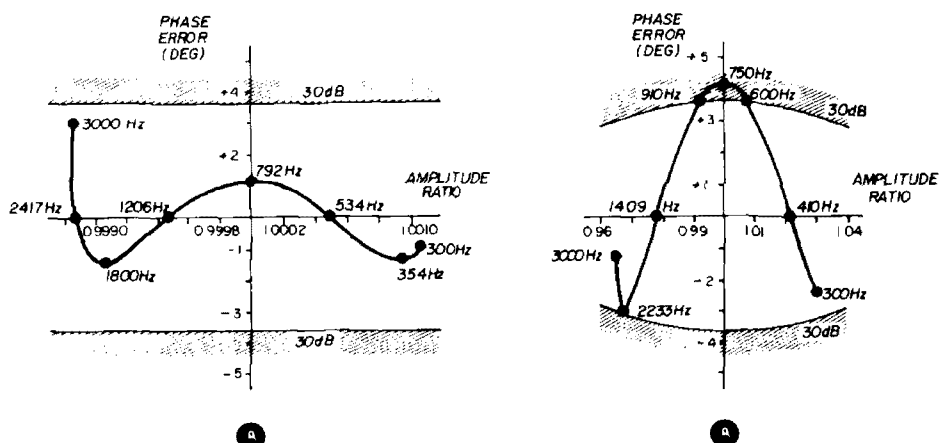 PHASE
ERROR
(DEG)
+4
30dB
3000 Hz
+2
792Hz
AMPLITUDE
RATIO
2417Hz
1206Hz
534Hz
0.9990
0.9998
1.0002
1.0010
-1
300Hz
1800Hz
354Hz
-3
30dB
-5
PHASE
ERROR
(DEG)
+5
750Hz
910Hz
600Hz
30dB
+3
AMPLITUDE
RATIO
+1
1409 Hz
410Hz
0.96
0.99
1.01
1.04
3000Hz
-2
300Hz
2233Hz
30dB
-4